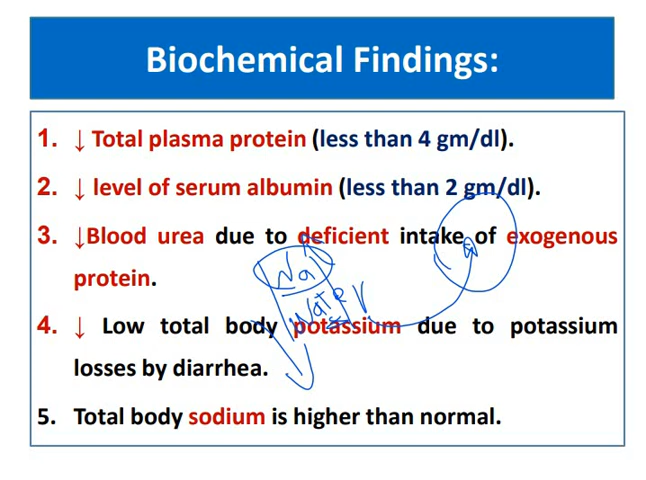 Biochemical Findings:
1. ↓ Total plasma protein (less than 4 gm/dl).
2. ↓ level of serum albumin (less than 2 gm/dl).
3. ↓Blood urea due to deficient intake of exogenous
protein.
Na
Water
4. ↓ Low total body potassium due to potassium
losses by diarrhea.
5. Total body sodium is higher than normal.